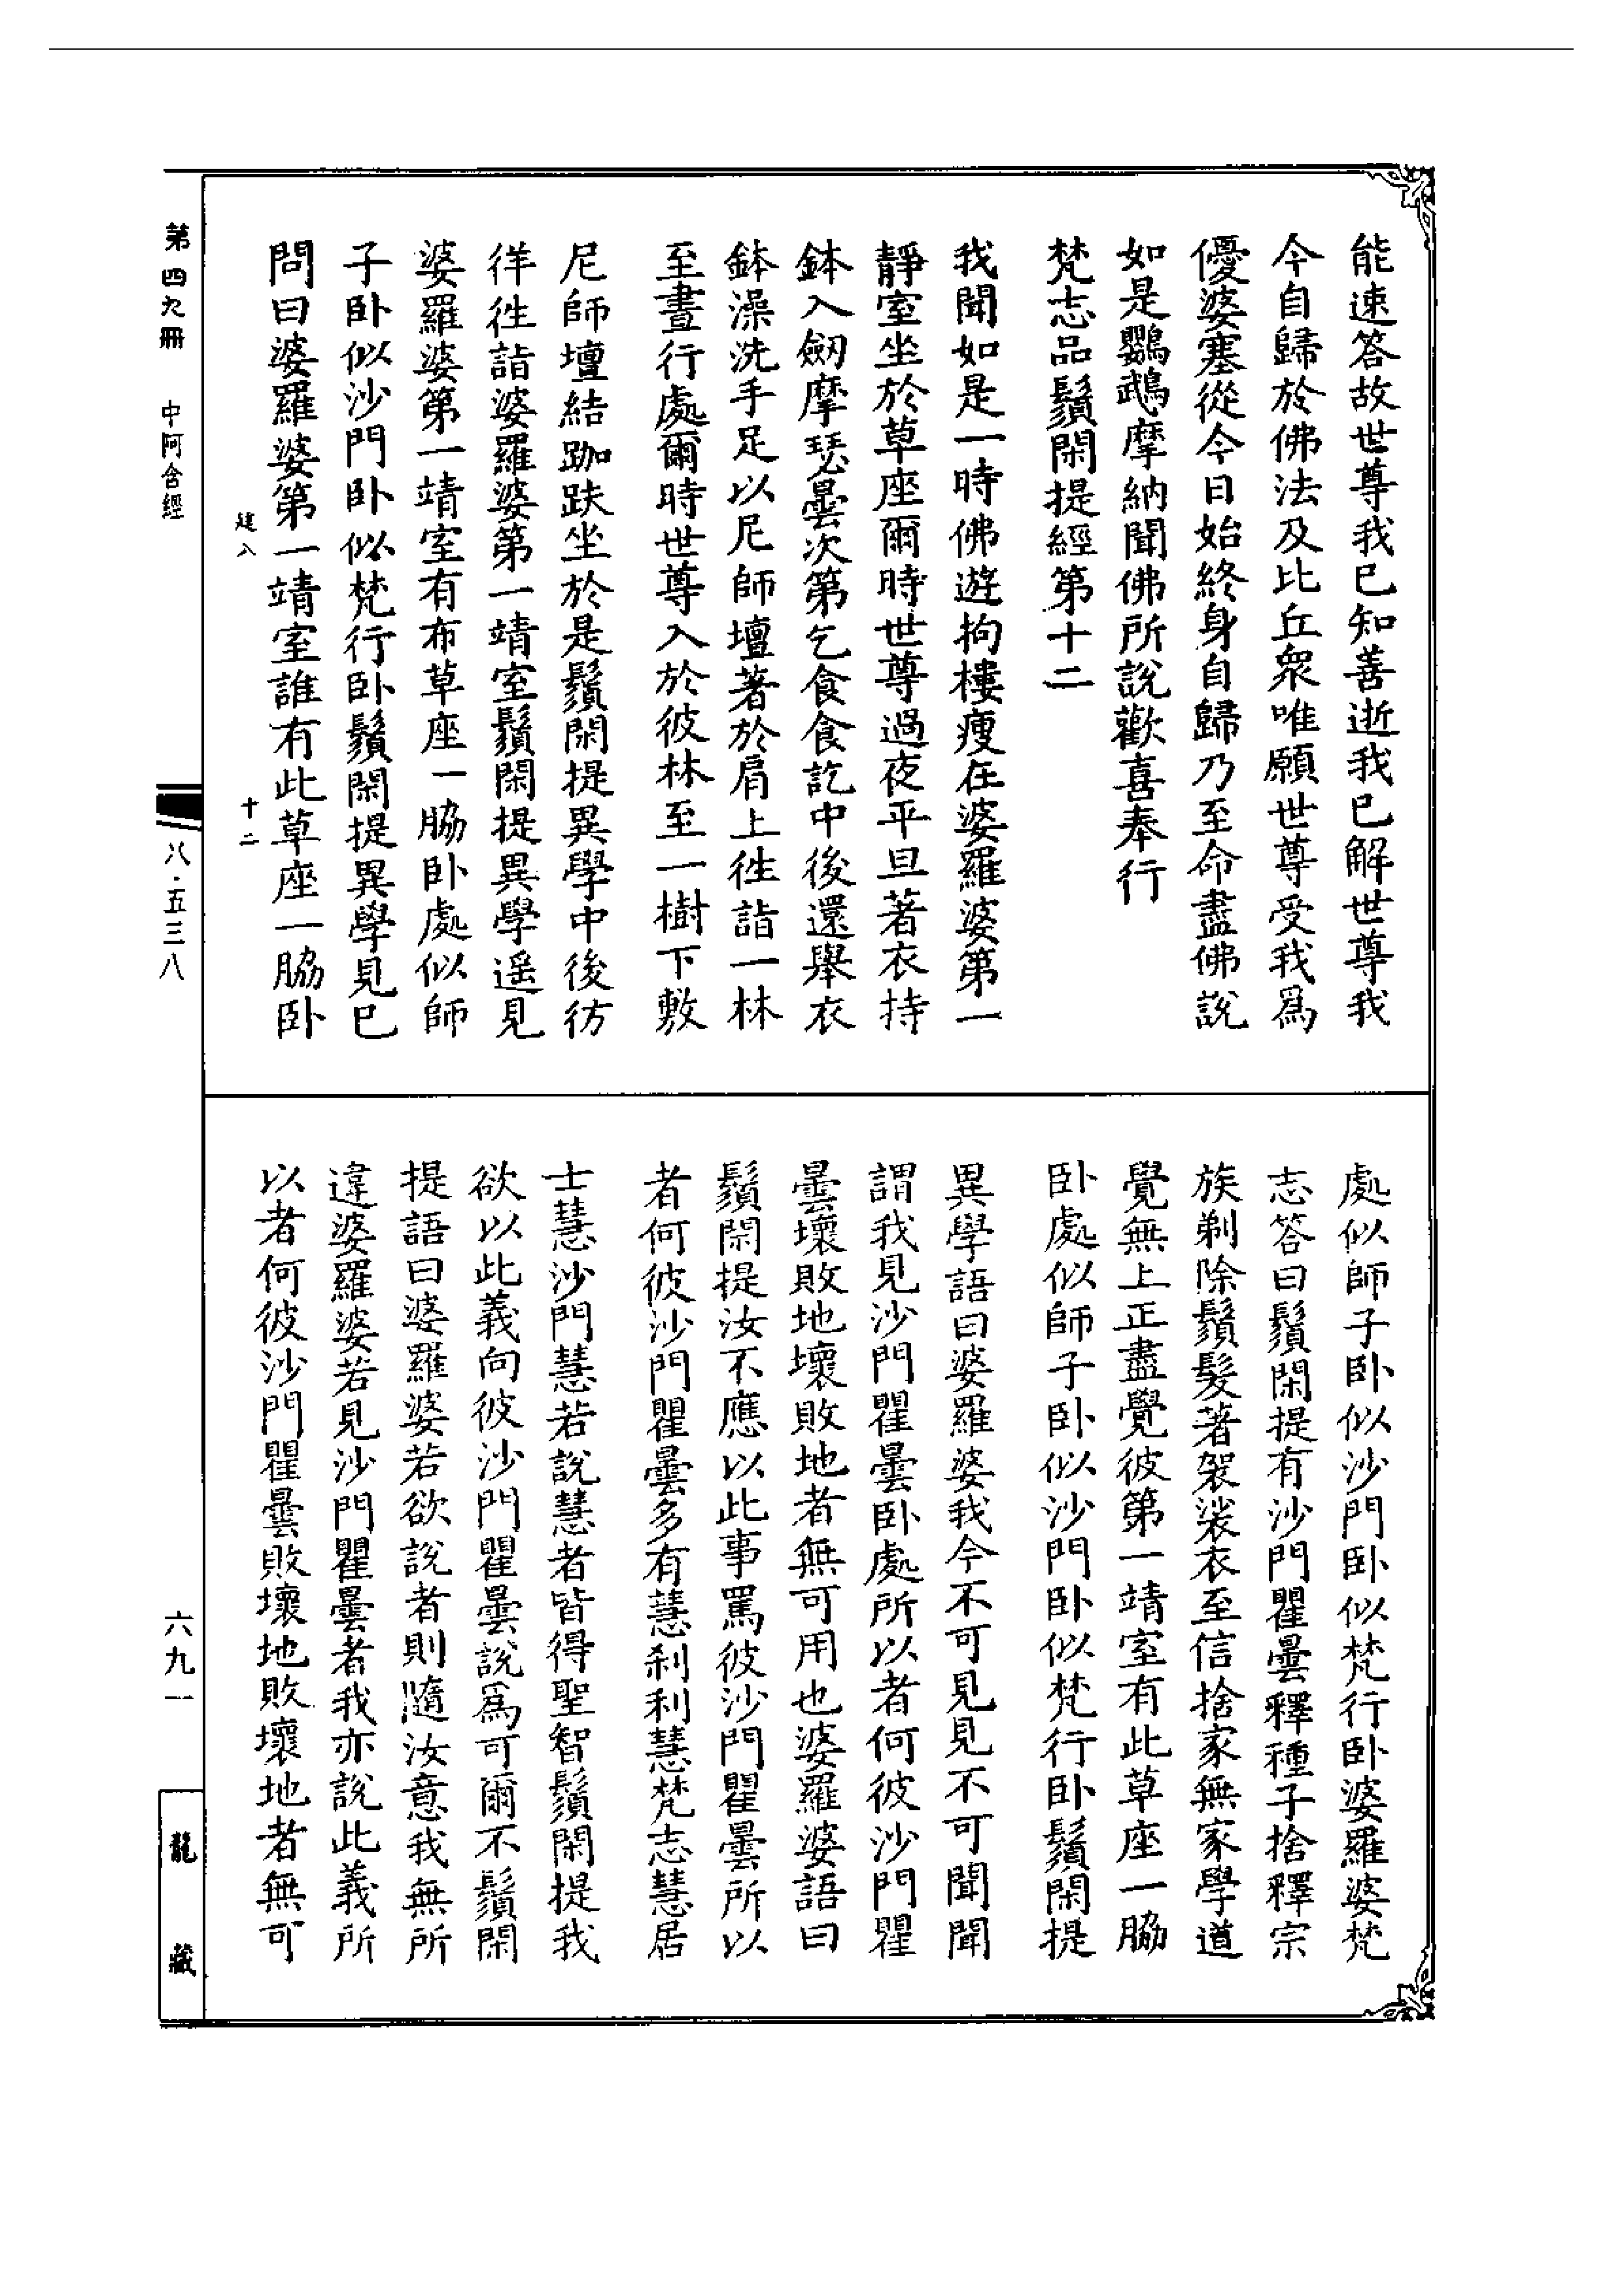 能速答故世尊我已知善逝我已解世尊我
今自歸於佛法及比丘衆唯願世尊受我爲
優婆塞從今日始終身自歸乃至命盡佛說
如是鸚鵡摩納聞佛所說歡喜奉行
梵志品鬚閑提經第十二
我聞如是一時佛遊拘樓瘦在婆羅婆第一
靜室坐於草座爾時世尊過夜平旦著衣持
鉢入劒摩瑟曇次第乞食食訖中後還舉衣
鉢澡洗手足以尼師壇著於肩上徃詣一林
至晝行處爾時世尊入於彼林至一樹下敷
尼師壇結跏趺坐於是鬚閑提異學中後彷
徉徃詣婆羅婆第一靖室鬚閑提異學遥見
婆羅婆第一靖室有布草座一脇卧處似師
子卧似沙門卧似梵行卧鬚閑提異學見已
問曰婆羅婆第一靖室誰有此草座一脇卧
處似師子卧似沙門卧似梵行卧婆羅婆梵
志答曰鬚閑提有沙門瞿曇釋種子捨釋宗
族剃除鬚髮著袈裟衣至信捨家無家學道
覺無上正盡覺彼第一靖室有此草座一脇
卧處似師子卧似沙門卧似梵行卧鬚閑提
異學語曰婆羅婆我今不可見見不可聞聞
謂我見沙門瞿曇卧處所以者何彼沙門瞿
曇壞敗地壞敗地者無可用也婆羅婆語曰
鬚閑提汝不應以此事罵彼沙門瞿曇所以
者何彼沙門瞿曇多有慧刹利慧梵志慧居
士慧沙門慧若說慧者皆得聖智鬚閑提我
欲以此義向彼沙門瞿曇說爲可爾不鬚閑
提語曰婆羅婆若欲說者則隨汝意我無所
違婆羅婆若見沙門瞿曇者我亦說此義所
以者何彼沙門瞿曇敗壞地敗壞地者無可
建八
十二
第四九冊
中阿含經
八·五三八
六九一
龍藏